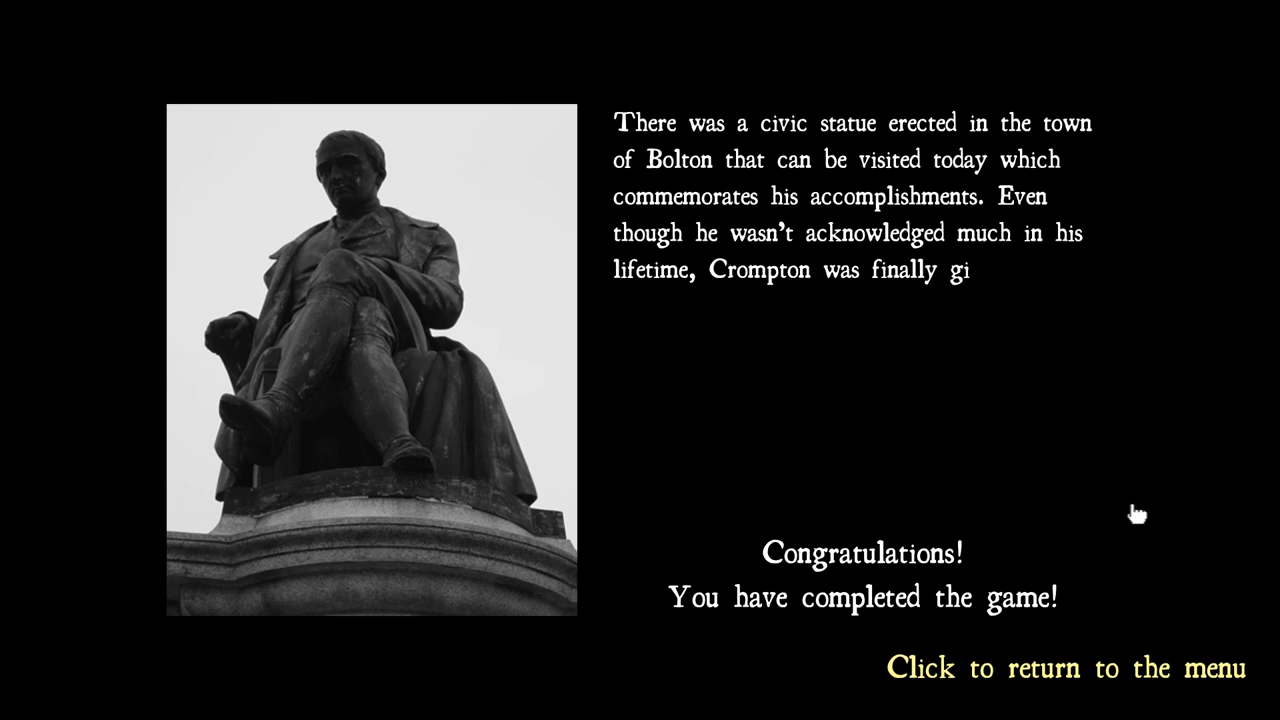 There was a civic statue erected in the town
of Bolton that can be visited today which
commemorates his accomplishments. Even
though he wasn't acknowledged much in his
lifetime, Crompton was finally gi
Congratulations!
You have completed the game!
Click to return to the menu